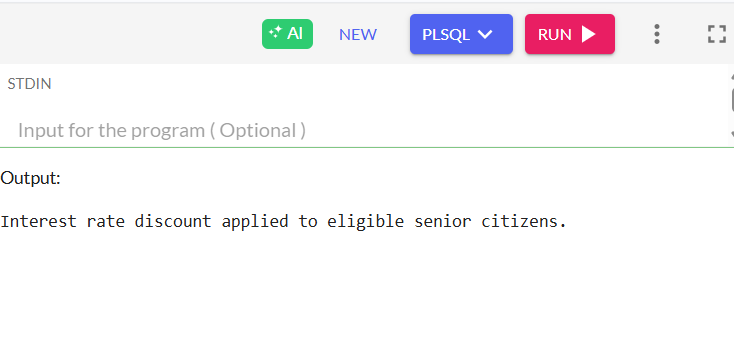 AI NEW PLSQL RUN
STDIN
Input for the program ( Optional )
Output:
Interest rate discount applied to eligible senior citizens.